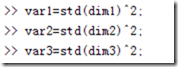 >> var1=std(dim1)^2;
>> var2=std(dim2)^2;
>> var3=std(dim3)^2;